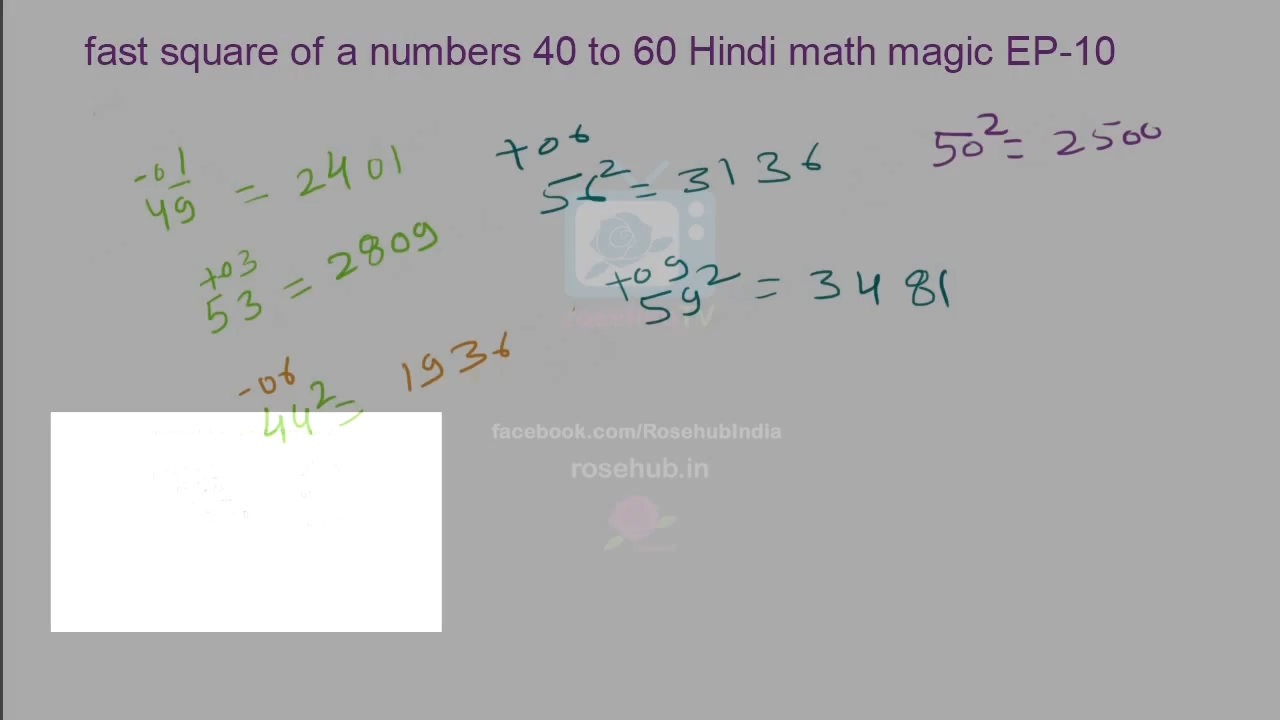 fast square of a numbers 40 to 60 Hindi math magic EP-10
-01
49 = 2401
+03
53 = 2809
-06
44² = 1936
+06
56² = 3136
+09
59² = 3481
50² = 2500
facebook.com/RosehubIndia
rosehub.in